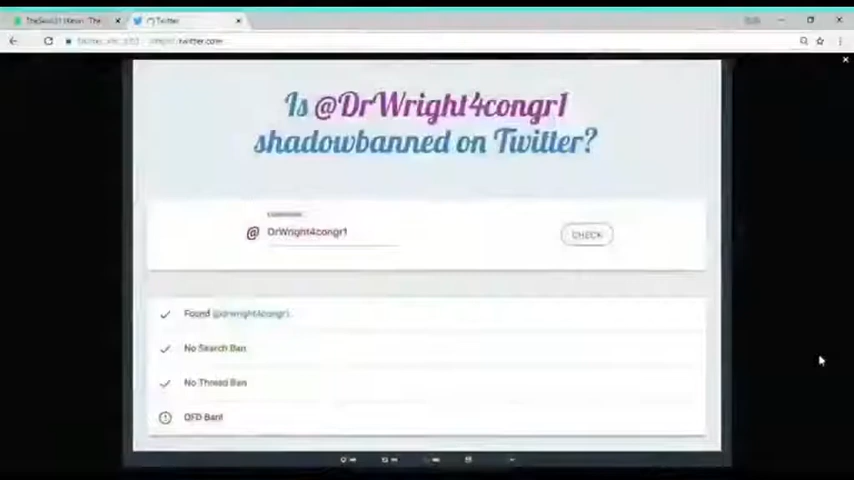 Twitter
twitter.com
Is @DrWright4congr1
shadowbanned on Twitter?
@ DrWright4congr1
CHECK
Found @drwright4congr1.
No Search Ban
No Thread Ban
QFD Ban!